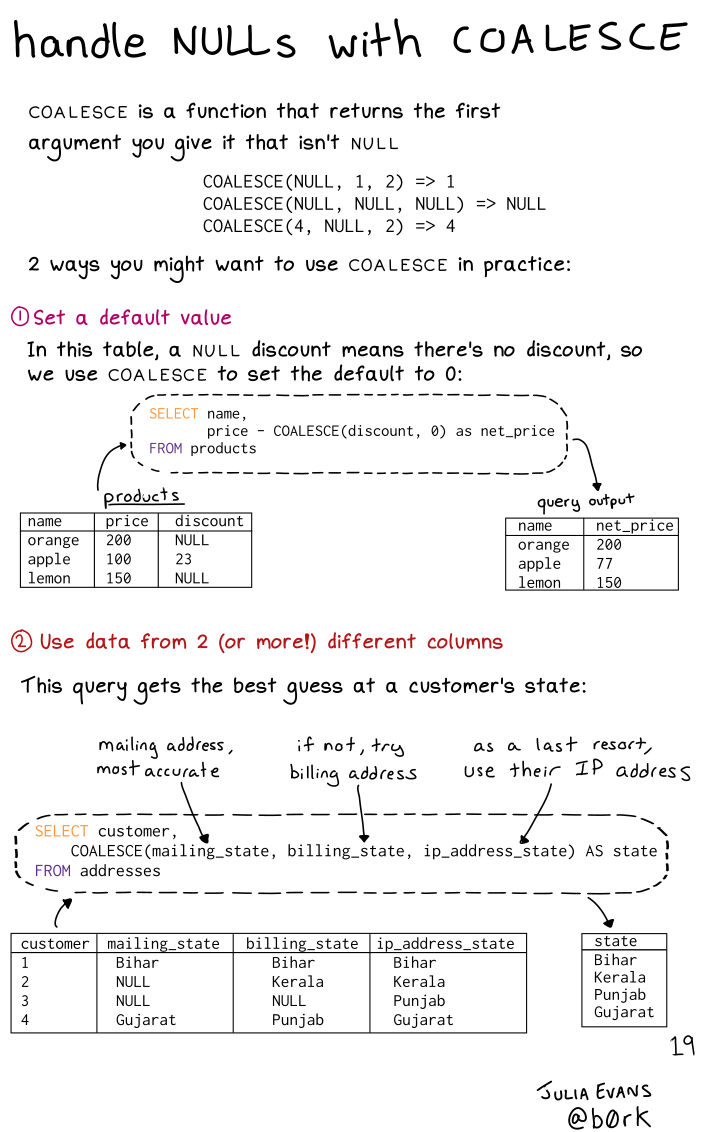 handle NULLs with COALESCE
COALESCE is a function that returns the first
argument you give it that isn't NULL
COALESCE(NULL, 1, 2) => 1
COALESCE(NULL, NULL, NULL) => NULL
COALESCE(4, NULL, 2) => 4
2 ways you might want to use COALESCE in practice:
① Set a default value
In this table, a NULL discount means there's no discount, so
we use COALESCE to set the default to 0:
SELECT name,
price - COALESCE(discount, 0) as net_price
FROM products
products
name price discount
orange 200 NULL
apple 100 23
lemon 150 NULL
query output
name net_price
orange 200
apple 77
lemon 150
② Use data from 2 (or more!) different columns
This query gets the best guess at a customer's state:
mailing address,
most accurate
if not, try
billing address
as a last resort,
use their IP address
SELECT customer,
COALESCE(mailing_state, billing_state, ip_address_state) AS state
FROM addresses
customer mailing_state billing_state ip_address_state
1 Bihar Bihar Bihar
2 NULL Kerala Kerala
3 NULL NULL Punjab
4 Gujarat Punjab Gujarat
state
Bihar
Kerala
Punjab
Gujarat
19
JULIA EVANS
@b0rk